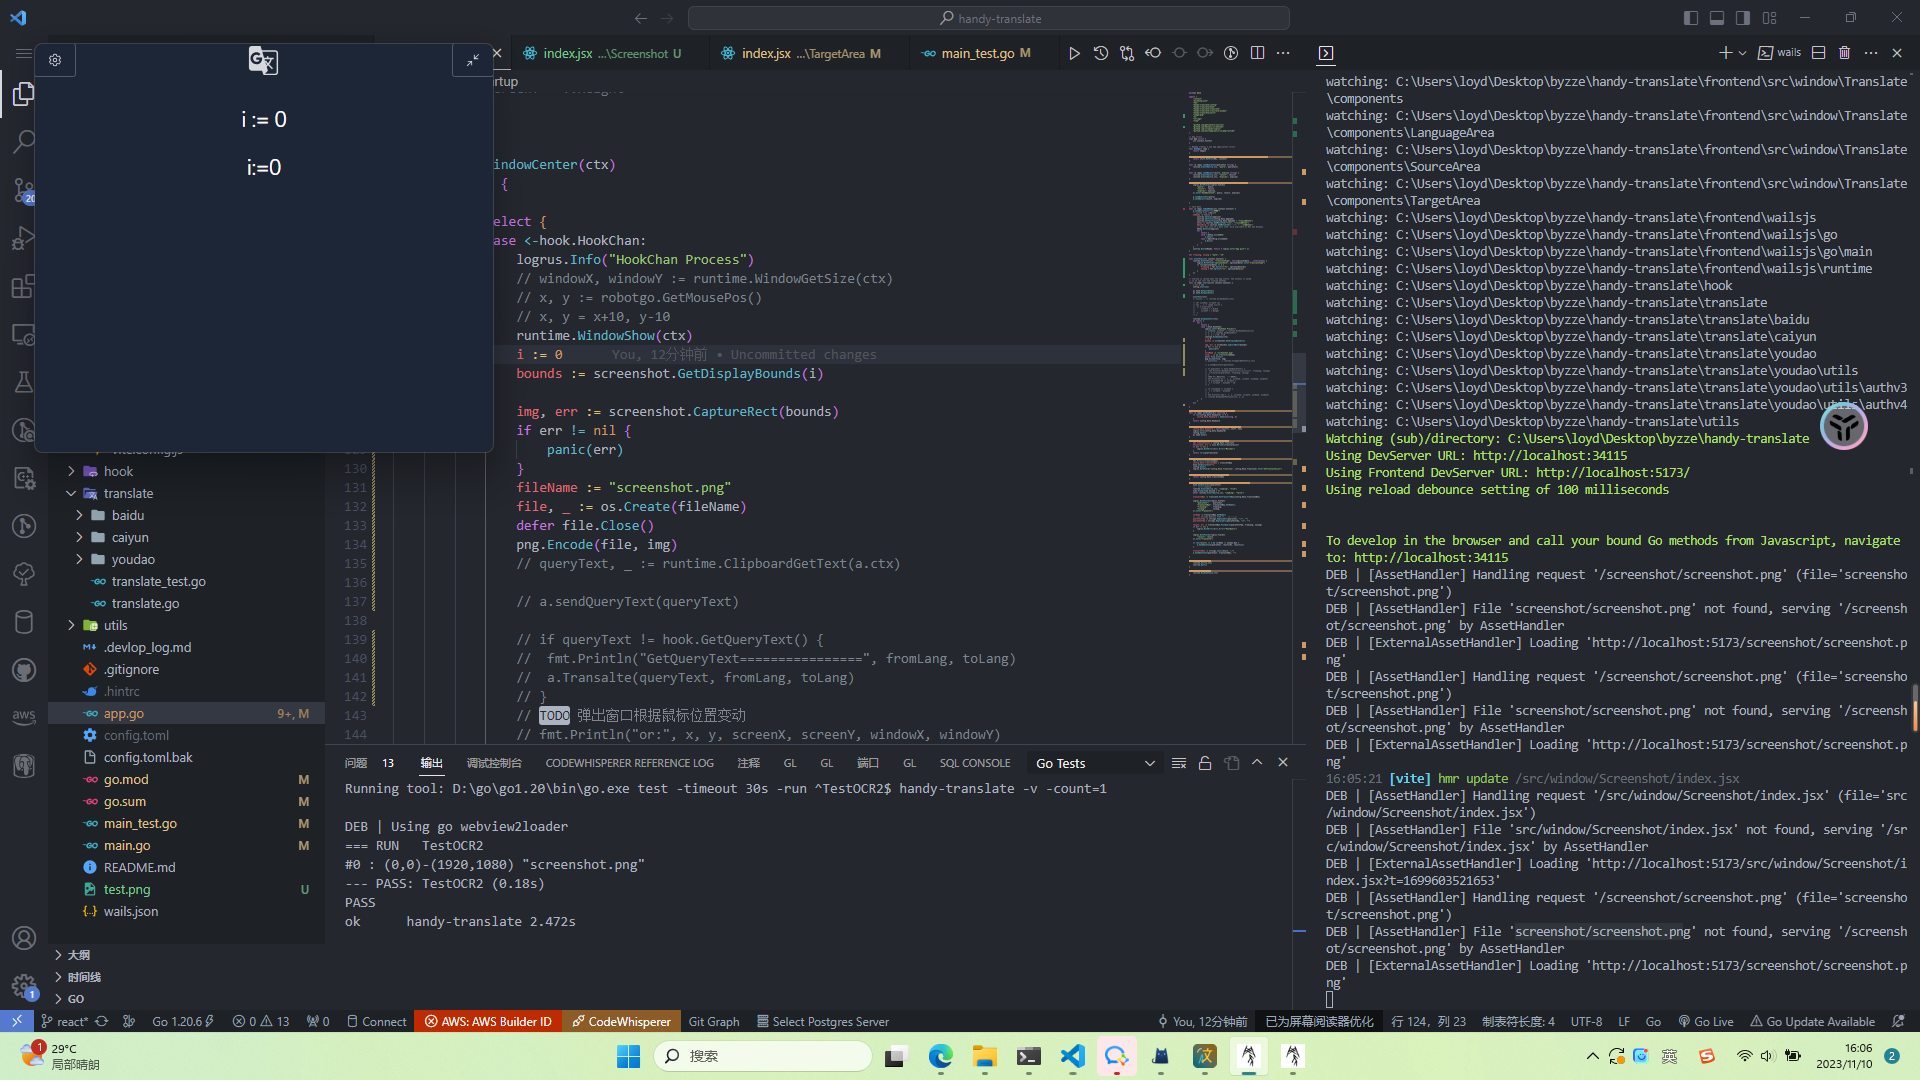 handy-translate
i := 0
i:=0
index.jsx ...\Screenshot U
index.jsx ...\TargetArea M
main_test.go M
wails
artup
indowCenter(ctx)
{
elect {
ase <-hook.HookChan:
logrus.Info("HookChan Process")
// windowX, windowY := runtime.WindowGetSize(ctx)
// x, y := robotgo.GetMousePos()
// x, y = x+10, y-10
runtime.WindowShow(ctx)
i := 0 You, 12分钟前 • Uncommitted changes
bounds := screenshot.GetDisplayBounds(i)
img, err := screenshot.CaptureRect(bounds)
if err != nil {
panic(err)
130 }
131 fileName := "screenshot.png"
132 file, _ := os.Create(fileName)
133 defer file.Close()
134 png.Encode(file, img)
135 // queryText, _ := runtime.ClipboardGetText(a.ctx)
136
137 // a.sendQueryText(queryText)
138
139 // if queryText != hook.GetQueryText() {
140 // fmt.Println("GetQueryText================", fromLang, toLang)
141 // a.Transalte(queryText, fromLang, toLang)
142 // }
143 // TODO 弹出窗口根据鼠标位置变动
144 // fmt.Println("or:", x, y, screenX, screenY, windowX, windowY)
hook
translate
baidu
caiyun
youdao
translate_test.go
translate.go
utils
.devlop_log.md
.gitignore
.hintrc
app.go 9+, M
config.toml
config.toml.bak
go.mod M
go.sum M
main_test.go M
main.go M
README.md
test.png U
wails.json
大纲
时间线
GO
20
aws
1
问题 13 输出 调试控制台 CODEWHISPERER REFERENCE LOG 注释 GL GL 端口 GL SQL CONSOLE Go Tests
Running tool: D:\go\go1.20\bin\go.exe test -timeout 30s -run ^TestOCR2$ handy-translate -v -count=1
DEB | Using go webview2loader
=== RUN TestOCR2
#0 : (0,0)-(1920,1080) "screenshot.png"
--- PASS: TestOCR2 (0.18s)
PASS
ok handy-translate 2.472s
watching: C:\Users\loyd\Desktop\byzze\handy-translate\frontend\src\window\Translate
\components
watching: C:\Users\loyd\Desktop\byzze\handy-translate\frontend\src\window\Translate
\components\LanguageArea
watching: C:\Users\loyd\Desktop\byzze\handy-translate\frontend\src\window\Translate
\components\SourceArea
watching: C:\Users\loyd\Desktop\byzze\handy-translate\frontend\src\window\Translate
\components\TargetArea
watching: C:\Users\loyd\Desktop\byzze\handy-translate\frontend\wailsjs
watching: C:\Users\loyd\Desktop\byzze\handy-translate\frontend\wailsjs\go
watching: C:\Users\loyd\Desktop\byzze\handy-translate\frontend\wailsjs\go\main
watching: C:\Users\loyd\Desktop\byzze\handy-translate\frontend\wailsjs\runtime
watching: C:\Users\loyd\Desktop\byzze\handy-translate\hook
watching: C:\Users\loyd\Desktop\byzze\handy-translate\translate
watching: C:\Users\loyd\Desktop\byzze\handy-translate\translate\baidu
watching: C:\Users\loyd\Desktop\byzze\handy-translate\translate\caiyun
watching: C:\Users\loyd\Desktop\byzze\handy-translate\translate\youdao
watching: C:\Users\loyd\Desktop\byzze\handy-translate\translate\youdao\utils
watching: C:\Users\loyd\Desktop\byzze\handy-translate\translate\youdao\utils\authv3
watching: C:\Users\loyd\Desktop\byzze\handy-translate\translate\youdao\utils\authv4
watching: C:\Users\loyd\Desktop\byzze\handy-translate\utils
Watching (sub)/directory: C:\Users\loyd\Desktop\byzze\handy-translate
Using DevServer URL: http://localhost:34115
Using Frontend DevServer URL: http://localhost:5173/
Using reload debounce setting of 100 milliseconds
To develop in the browser and call your bound Go methods from Javascript, navigate
to: http://localhost:34115
DEB | [AssetHandler] Handling request '/screenshot/screenshot.png' (file='screensho
t/screenshot.png')
DEB | [AssetHandler] File 'screenshot/screenshot.png' not found, serving '/screensh
ot/screenshot.png' by AssetHandler
DEB | [ExternalAssetHandler] Loading 'http://localhost:5173/screenshot/screenshot.p
ng'
DEB | [AssetHandler] Handling request '/screenshot/screenshot.png' (file='screensho
t/screenshot.png')
DEB | [AssetHandler] File 'screenshot/screenshot.png' not found, serving '/screensh
ot/screenshot.png' by AssetHandler
DEB | [ExternalAssetHandler] Loading 'http://localhost:5173/screenshot/screenshot.p
ng'
16:05:21 [vite] hmr update /src/window/Screenshot/index.jsx
DEB | [AssetHandler] Handling request '/src/window/Screenshot/index.jsx' (file='src
/window/Screenshot/index.jsx')
DEB | [AssetHandler] File 'src/window/Screenshot/index.jsx' not found, serving '/sr
c/window/Screenshot/index.jsx' by AssetHandler
DEB | [ExternalAssetHandler] Loading 'http://localhost:5173/src/window/Screenshot/i
ndex.jsx?t=1699603521653'
DEB | [AssetHandler] Handling request '/screenshot/screenshot.png' (file='screensho
t/screenshot.png')
DEB | [AssetHandler] File 'screenshot/screenshot.png' not found, serving '/screensh
ot/screenshot.png' by AssetHandler
DEB | [ExternalAssetHandler] Loading 'http://localhost:5173/screenshot/screenshot.p
ng'
react* Go 1.20.6 0 13 0 Connect AWS: AWS Builder ID CodeWhisperer Git Graph Select Postgres Server You, 12分钟前 已为屏幕阅读器优化 行 124, 列 23 制表符长度: 4 UTF-8 LF Go Go Live Go Update Available
1 29°C
局部晴朗
搜索
英
16:06
2023/11/10
2